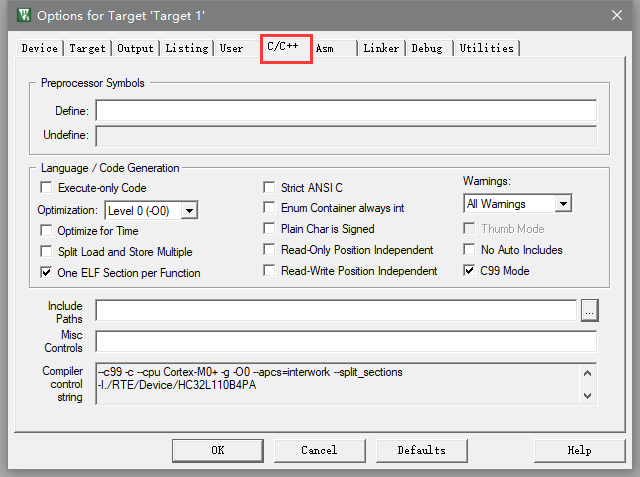 Options for Target 'Target 1'
Device Target Output Listing User C/C++ Asm Linker Debug Utilities
Preprocessor Symbols
Define:
Undefine:
Language / Code Generation
Execute-only Code
Strict ANSI C
Warnings:
Optimization: Level 0 (-O0)
Enum Container always int
All Warnings
Optimize for Time
Plain Char is Signed
Thumb Mode
Split Load and Store Multiple
Read-Only Position Independent
No Auto Includes
One ELF Section per Function
Read-Write Position Independent
C99 Mode
Include
Paths
...
Misc
Controls
Compiler
control
string
--c99 -c --cpu Cortex-M0+ -g -O0 --apcs=interwork --split_sections
-I./RTE/Device/HC32L110B4PA
OK Cancel Defaults Help